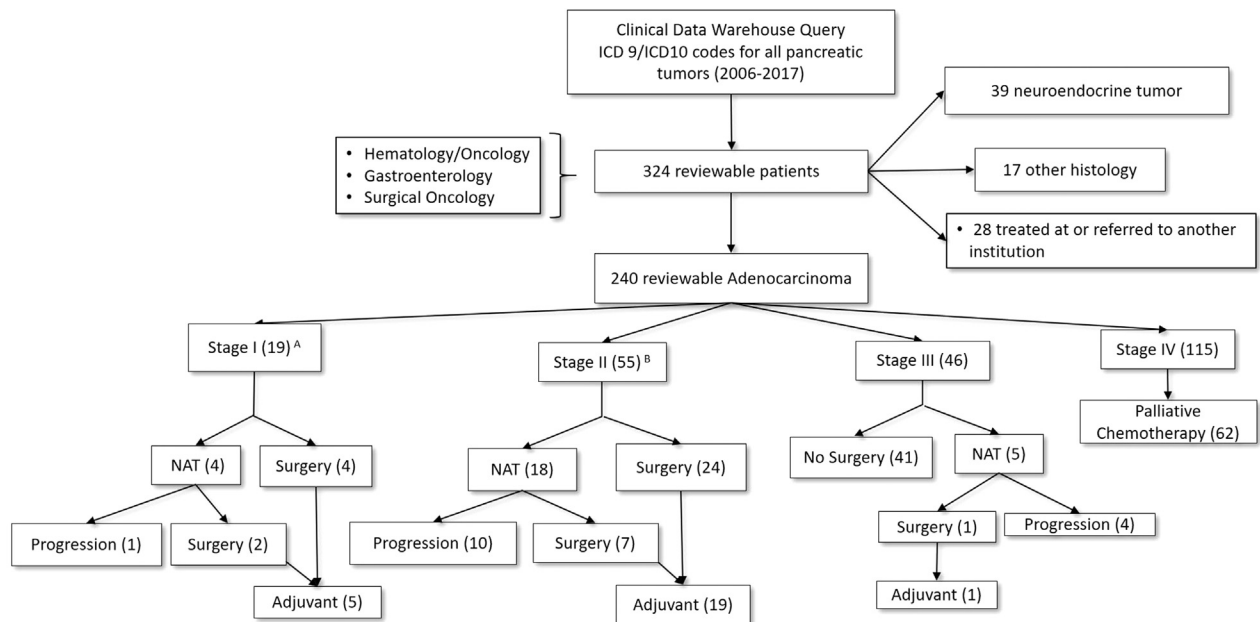 Clinical Data Warehouse Query
ICD 9/ICD10 codes for all pancreatic
tumors (2006-2017)
39 neuroendocrine tumor
• Hematology/Oncology
• Gastroenterology
• Surgical Oncology
324 reviewable patients
17 other histology
• 28 treated at or referred to another
institution
240 reviewable Adenocarcinoma
Stage I (19) A
Stage II (55) B
Stage III (46)
Stage IV (115)
Palliative
Chemotherapy (62)
NAT (4)
Surgery (4)
NAT (18)
Surgery (24)
No Surgery (41)
NAT (5)
Progression (1)
Surgery (2)
Progression (10)
Surgery (7)
Surgery (1)
Progression (4)
Adjuvant (5)
Adjuvant (19)
Adjuvant (1)